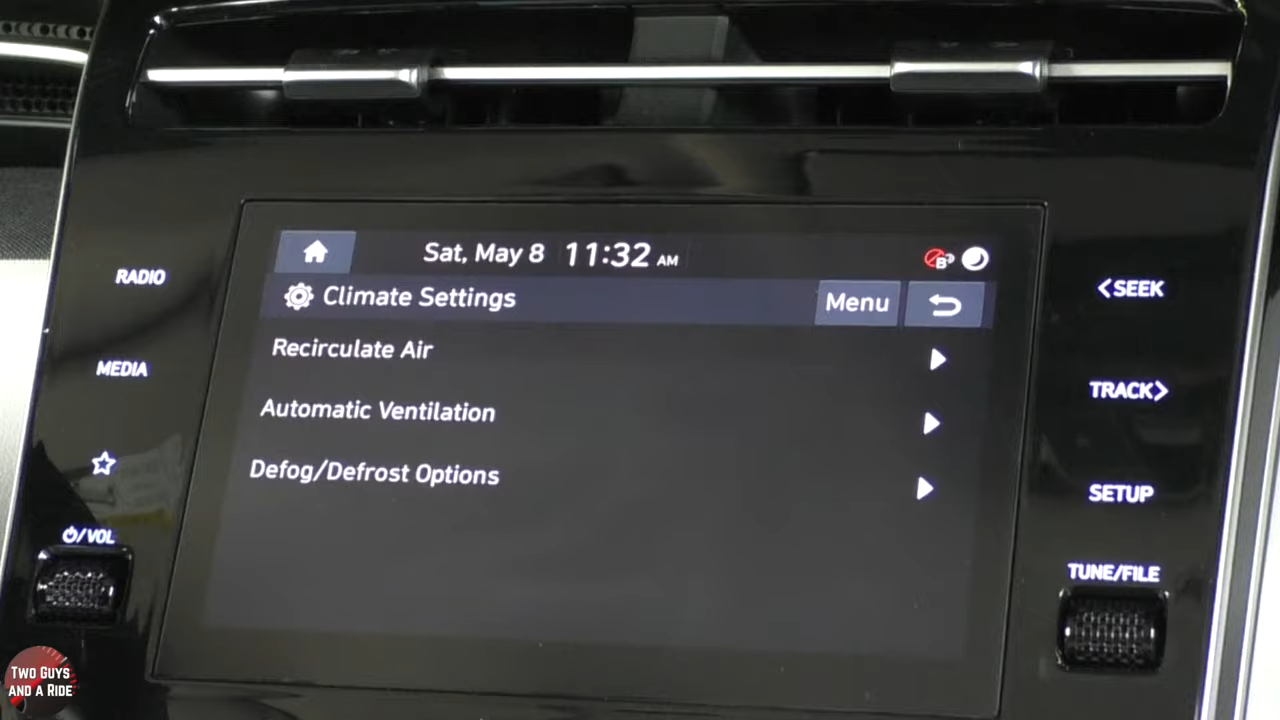 Sat, May 8 11:32 AM
Climate Settings Menu
Recirculate Air
Automatic Ventilation
Defog/Defrost Options
RADIO
MEDIA
/VOL
<SEEK
TRACK>
SETUP
TUNE/FILE
B
TWO GUYS
AND A RIDE